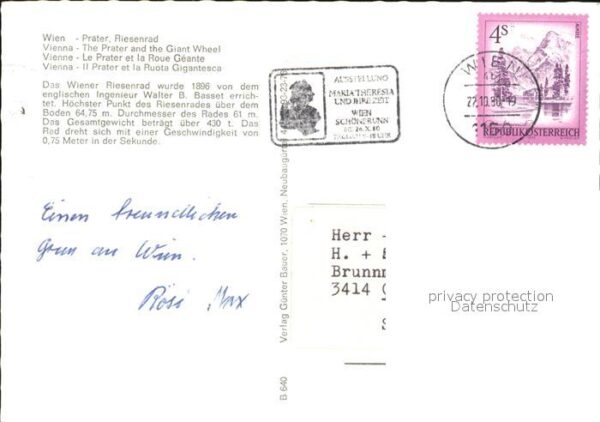 Wien - Prater, Riesenrad
Vienna - The Prater and the Giant Wheel
Vienne - Le Prater et la Roue Géante
Vienna - Il Prater et la Ruota Gigantesca
Das Wiener Riesenrad wurde 1896 von dem
englischen Ingenieur Walter B. Basset errich-
tet. Höchster Punkt des Riesenrades über dem
Boden 64,75 m. Durchmesser des Rades 61 m.
Das Gesamtgewicht beträgt über 430 t. Das
Rad dreht sich mit einer Geschwindigkeit von
0,75 Meter in der Sekunde.
Einen freundlichen
Gruss aus Wien.
Rösi Max
B 640
Verlag Günter Bauer, 1070 Wien, Neubaugürtel
AUSSTELLUNG
MARIA THERESIA
UND IHRE ZEIT
WIEN
SCHÖNBRUNN
26. X. 80
WIEN
4S
REPUBLIK ÖSTERREICH
Herr
H. +
Brunn
3414
privacy protection
Datenschutz